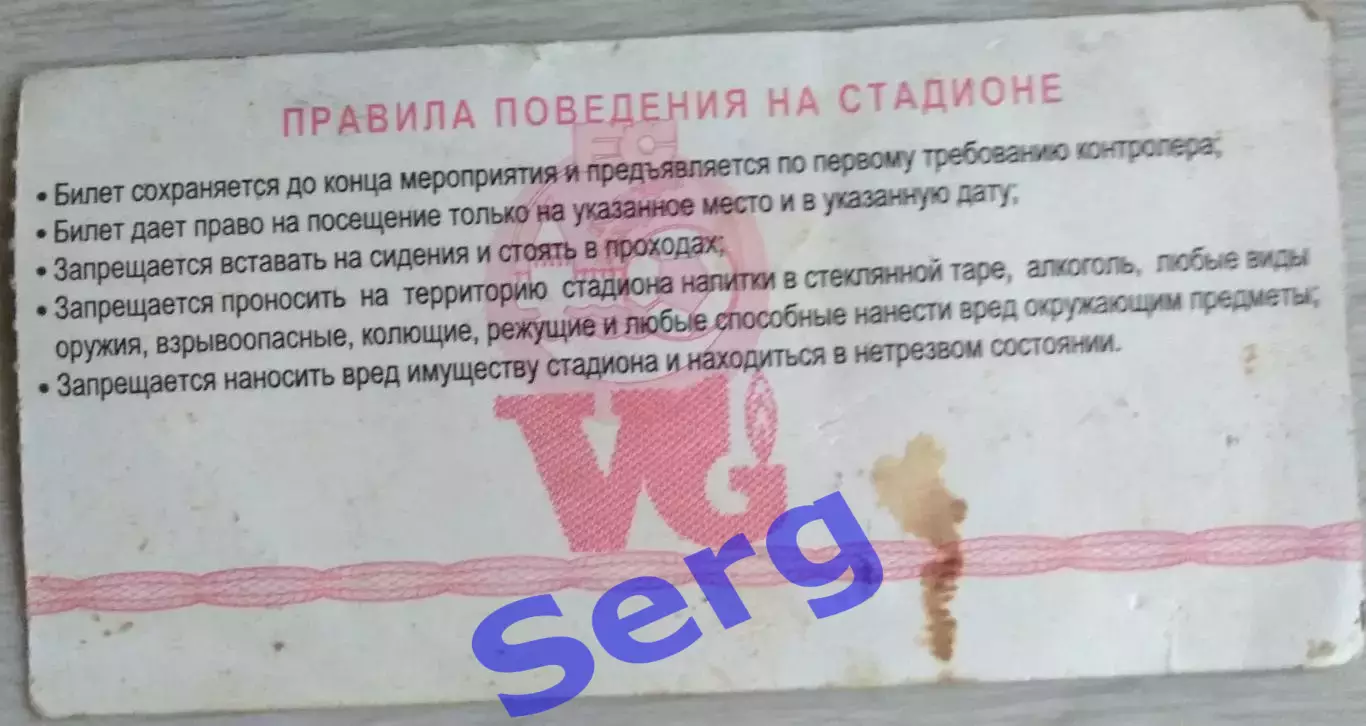 ПРАВИЛА ПОВЕДЕНИЯ НА СТАДИОНЕ
• Билет сохраняется до конца мероприятия и предъявляется по первому требованию контролера;
• Билет дает право на посещение только на указанное место и в указанную дату;
• Запрещается вставать на сидения и стоять в проходах;
• Запрещается проносить на территорию стадиона напитки в стеклянной таре, алкоголь, любые виды
оружия, взрывоопасные, колющие, режущие и любые способные нанести вред окружающим предметы;
• Запрещается наносить вред имуществу стадиона и находиться в нетрезвом состоянии.
VG
Serg